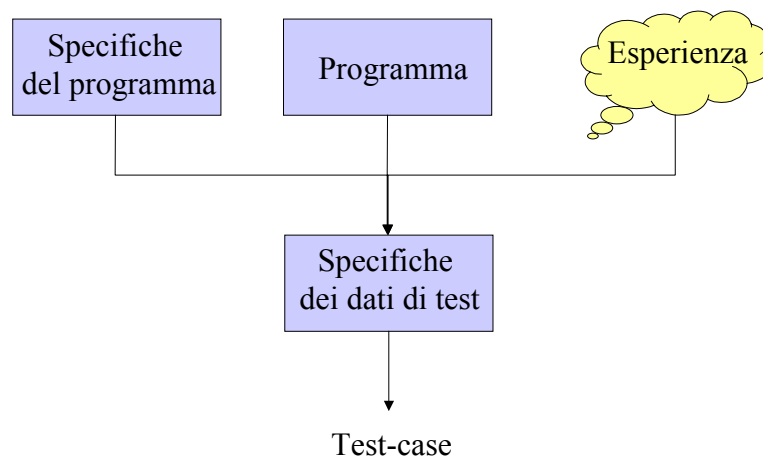 Specifiche
del programma
Programma
Esperienza
Specifiche
dei dati di test
Test-case